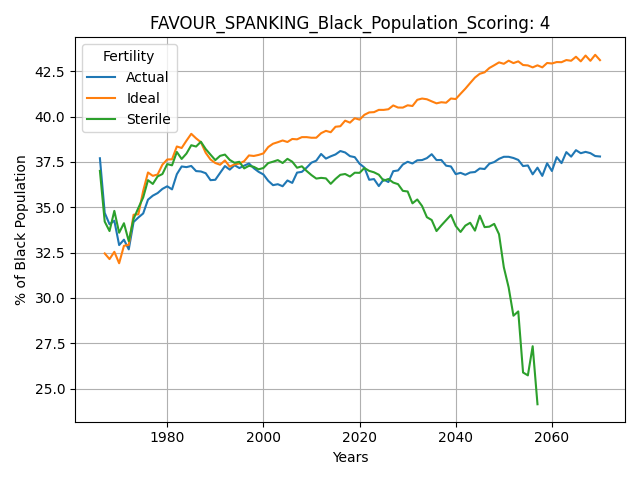 FAVOUR_SPANKING_Black_Population_Scoring: 4
Fertility
Actual
Ideal
Sterile
42.5
40.0
37.5
35.0
32.5
30.0
27.5
25.0
% of Black Population
1980
2000
2020
2040
2060
Years